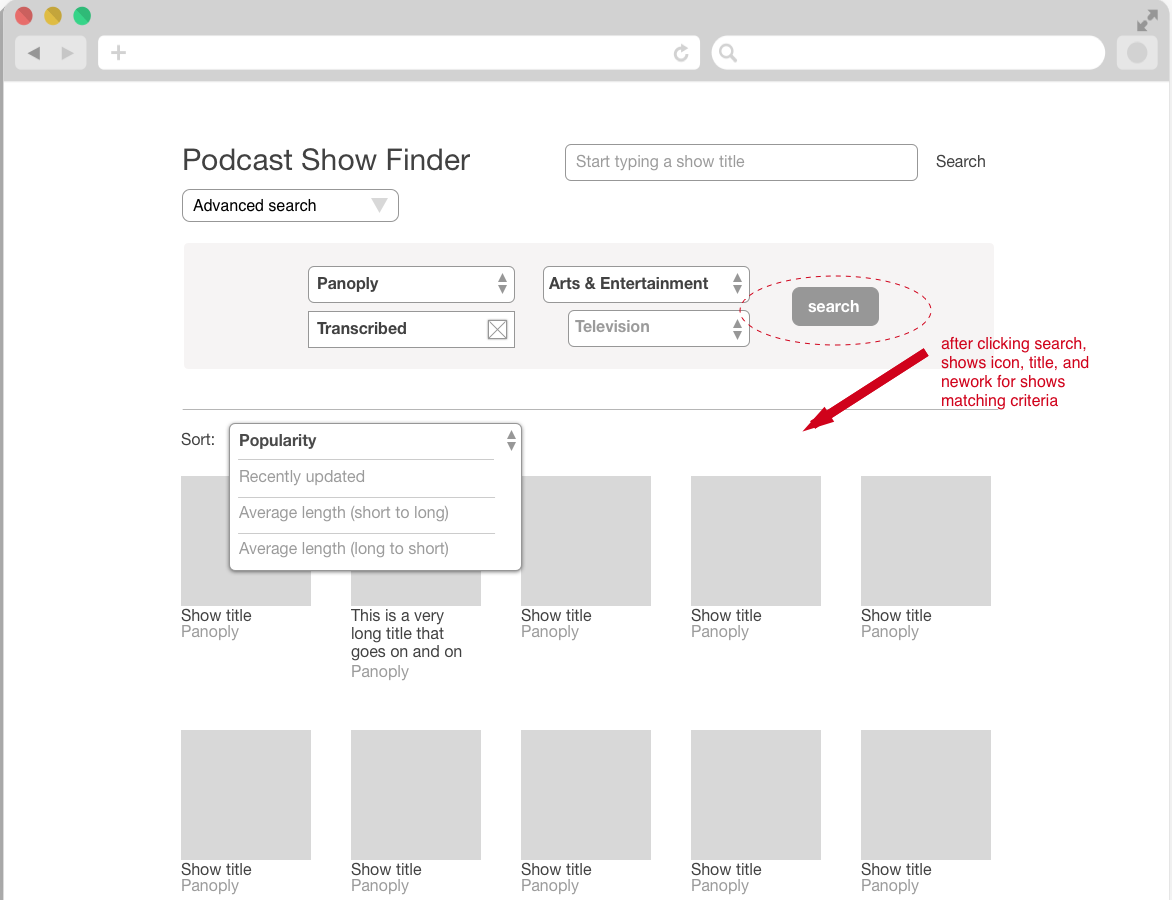 Podcast Show Finder
Start typing a show title
Search
Advanced search
Panoply
Arts & Entertainment
search
Transcribed
Television
after clicking search,
shows icon, title, and
nework for shows
matching criteria
Sort:
Popularity
Recently updated
Average length (short to long)
Average length (long to short)
Show title
Panoply
This is a very
long title that
goes on and on
Panoply
Show title
Panoply
Show title
Panoply
Show title
Panoply
Show title
Panoply
Show title
Panoply
Show title
Panoply
Show title
Panoply
Show title
Panoply